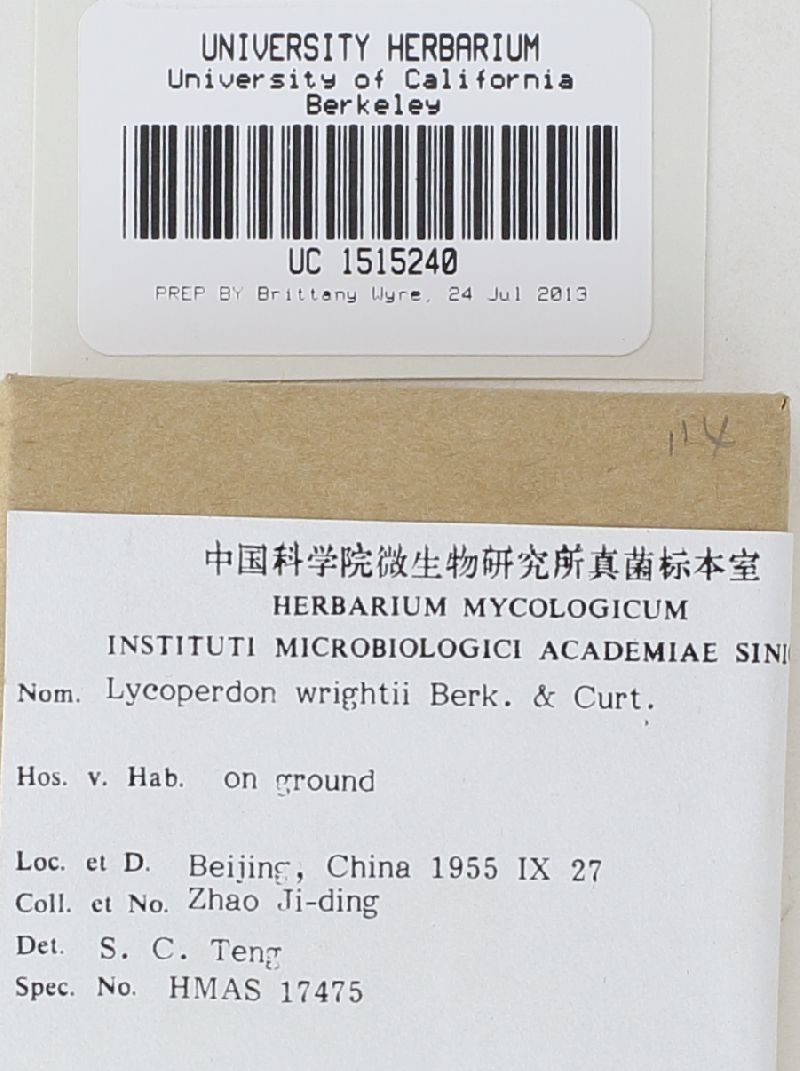 UNIVERSITY HERBARIUM
University of California
Berkeley
UC 1515240
PREP BY Brittany Wyre, 24 Jul 2013
114
中国科学院微生物研究所真菌标本室
HERBARIUM MYCOLOGICUM
INSTITUTI MICROBIOLOGICI ACADEMIAE SINI
Nom. Lycoperdon wrightii Berk. & Curt.
Hos. v. Hab. on ground
Loc. et D. Beijing, China 1955 IX 27
Coll. et No. Zhao Ji-ding
Det. S. C. Teng
Spec. No. HMAS 17475